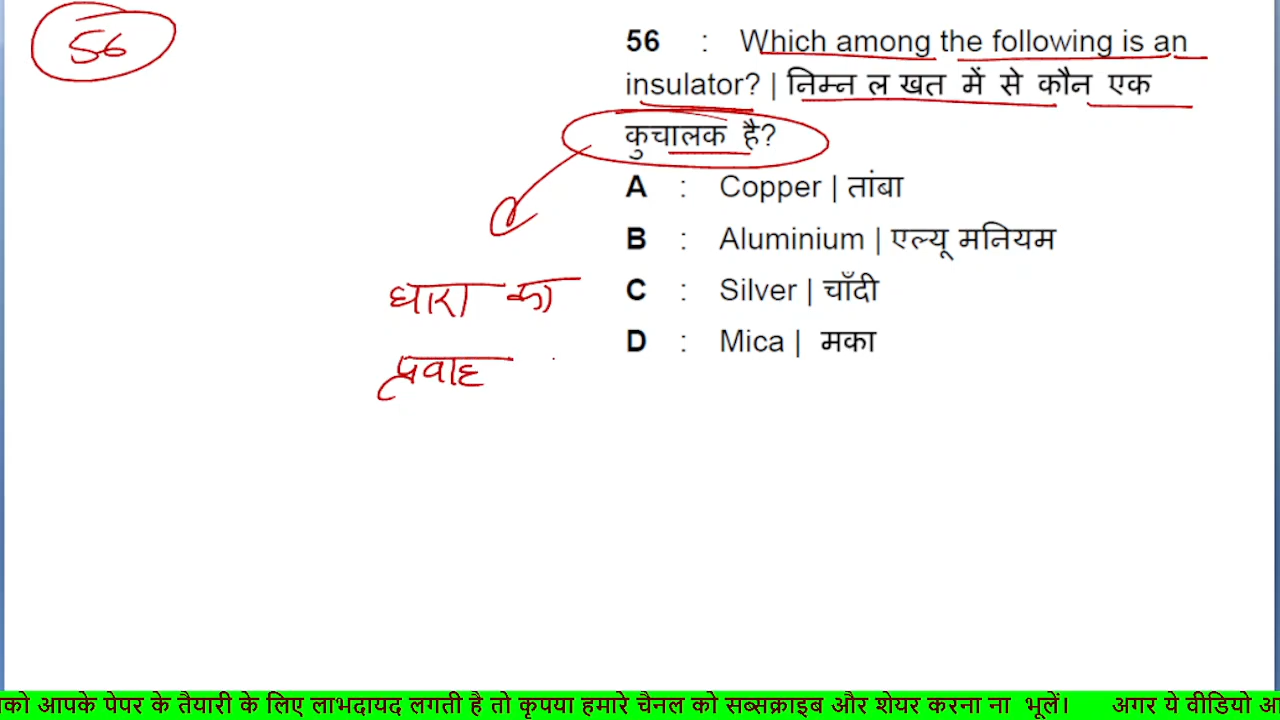 56
56 : Which among the following is an
insulator? | निम्न ल खत में से कौन एक
कुचालक है?
A : Copper | तांबा
B : Aluminium | एल्यू मनियम
C : Silver | चाँदी
D : Mica | मका
धारा का
प्रवाह
को आपके पेपर के तैयारी के लिए लाभदायद लगती है तो कृपया हमारे चैनल को सब्सक्राइब और शेयर करना ना भूलें। अगर ये वीडियो